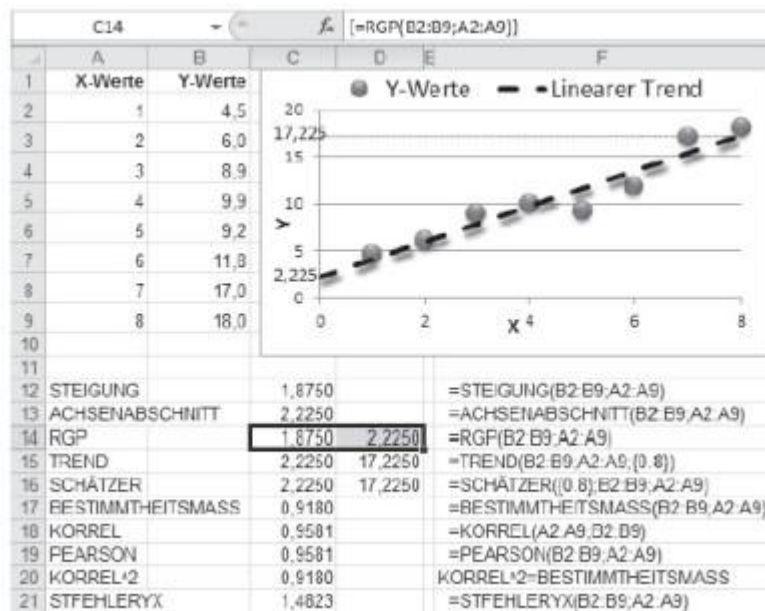 C14 fx {=RGP(B2:B9;A2:A9)}
A B C D E F
1 X-Werte Y-Werte
2 1 4,5
3 2 6,0
4 3 8,9
5 4 9,9
6 5 9,2
7 6 11,8
8 7 17,0
9 8 18,0
10
11
Y-Werte Linearer Trend
20
17,225
15
10
5
2,225
0
Y
0 2 4 6 8
X
12 STEIGUNG 1,8750 =STEIGUNG(B2:B9;A2:A9)
13 ACHSENABSCHNITT 2,2250 =ACHSENABSCHNITT(B2:B9;A2:A9)
14 RGP 1,8750 2,2250 =RGP(B2:B9;A2:A9)
15 TREND 2,2250 17,2250 =TREND(B2:B9;A2:A9;{0.8})
16 SCHÄTZER 2,2250 17,2250 =SCHÄTZER({0.8};B2:B9;A2:A9)
17 BESTIMMTHEITSMASS 0,9180 =BESTIMMTHEITSMASS(B2:B9;A2:A9)
18 KORREL 0,9581 =KORREL(A2:A9;B2:B9)
19 PEARSON 0,9581 =PEARSON(B2:B9;A2:A9)
20 KORREL^2 0,9180 KORREL^2=BESTIMMTHEITSMASS
21 STFEHLERYX 1,4823 =STFEHLERYX(B2:B9;A2:A9)